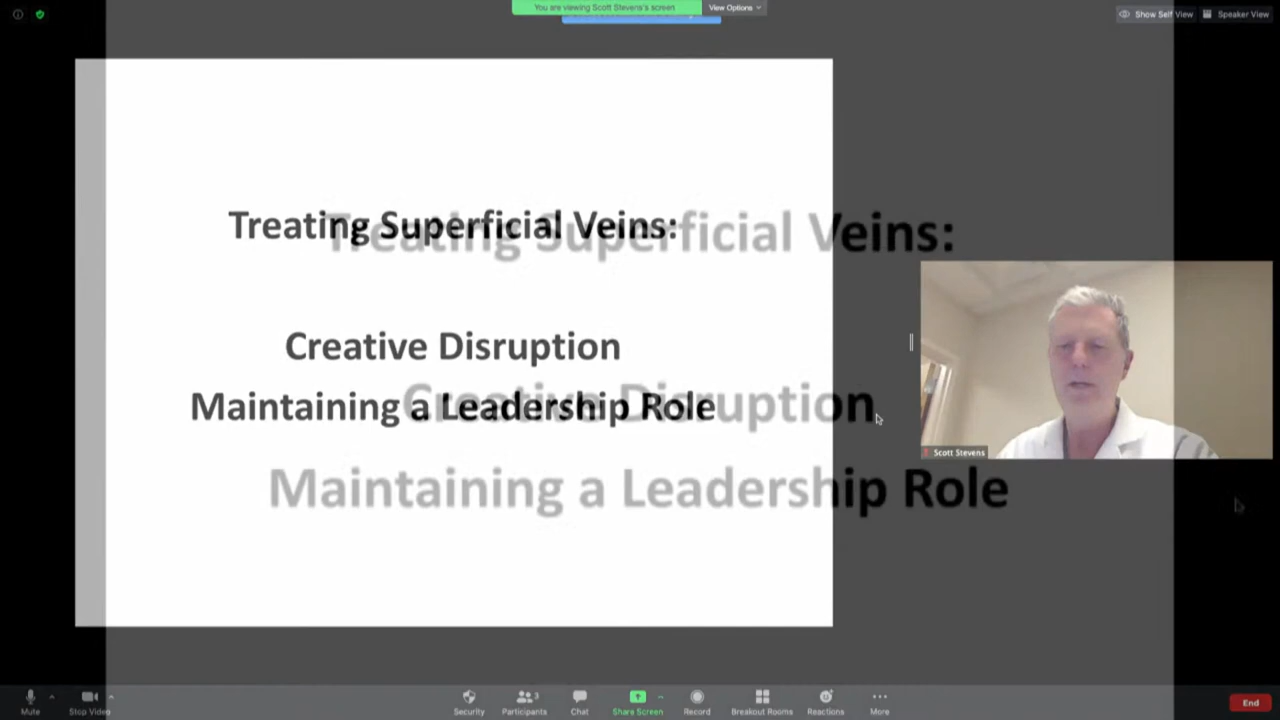 You are viewing Scott Stevens's screen
View Options
Show Self View
Speaker View
Treating Superficial Veins:
Treating Superficial Veins:
Creative Disruption
Creative Disruption
Maintaining a Leadership Role
Maintaining a Leadership Role
Scott Stevens
Mute
Stop Video
Security
Participants
3
Chat
Share Screen
Record
Breakout Rooms
Reactions
More
End